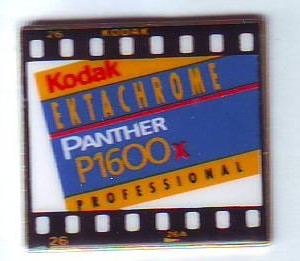 26 KODAK
Kodak
EKTACHROME
PANTHER
P1600x
PROFESSIONAL
26 26A